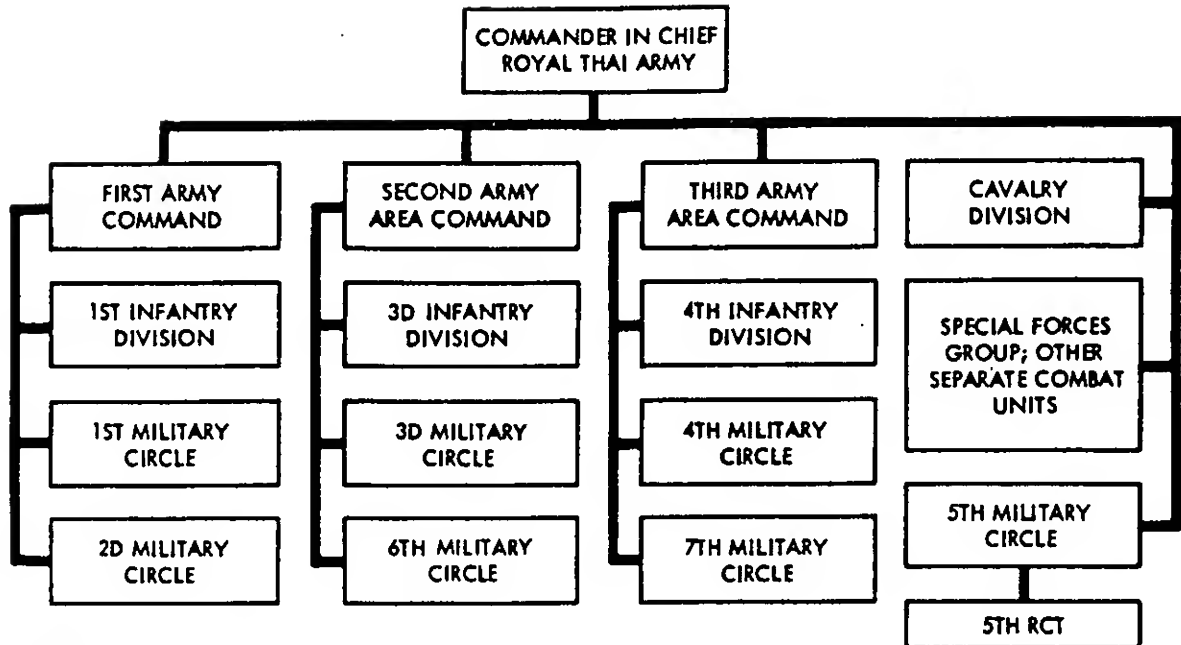 COMMANDER IN CHIEF
ROYAL THAI ARMY
FIRST ARMY
COMMAND
1ST INFANTRY
DIVISION
1ST MILITARY
CIRCLE
2D MILITARY
CIRCLE
SECOND ARMY
AREA COMMAND
3D INFANTRY
DIVISION
3D MILITARY
CIRCLE
6TH MILITARY
CIRCLE
THIRD ARMY
AREA COMMAND
4TH INFANTRY
DIVISION
4TH MILITARY
CIRCLE
7TH MILITARY
CIRCLE
CAVALRY
DIVISION
SPECIAL FORCES
GROUP; OTHER
SEPARATE COMBAT
UNITS
5TH MILITARY
CIRCLE
5TH RCT